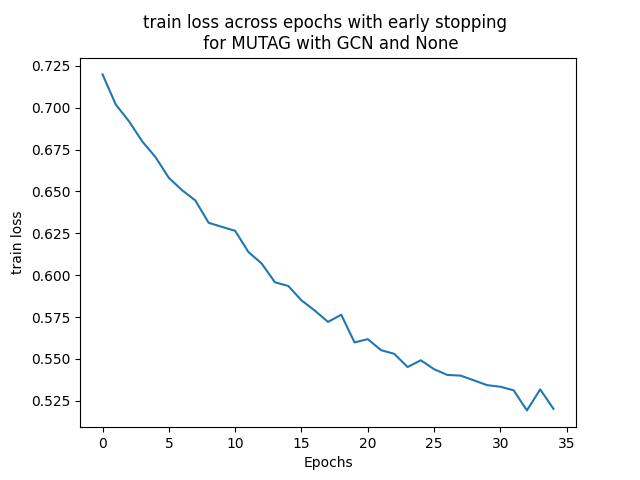 train loss across epochs with early stopping
for MUTAG with GCN and None
0.725
0.700
0.675
0.650
0.625
0.600
0.575
0.550
0.525
train loss
0 5 10 15 20 25 30 35
Epochs